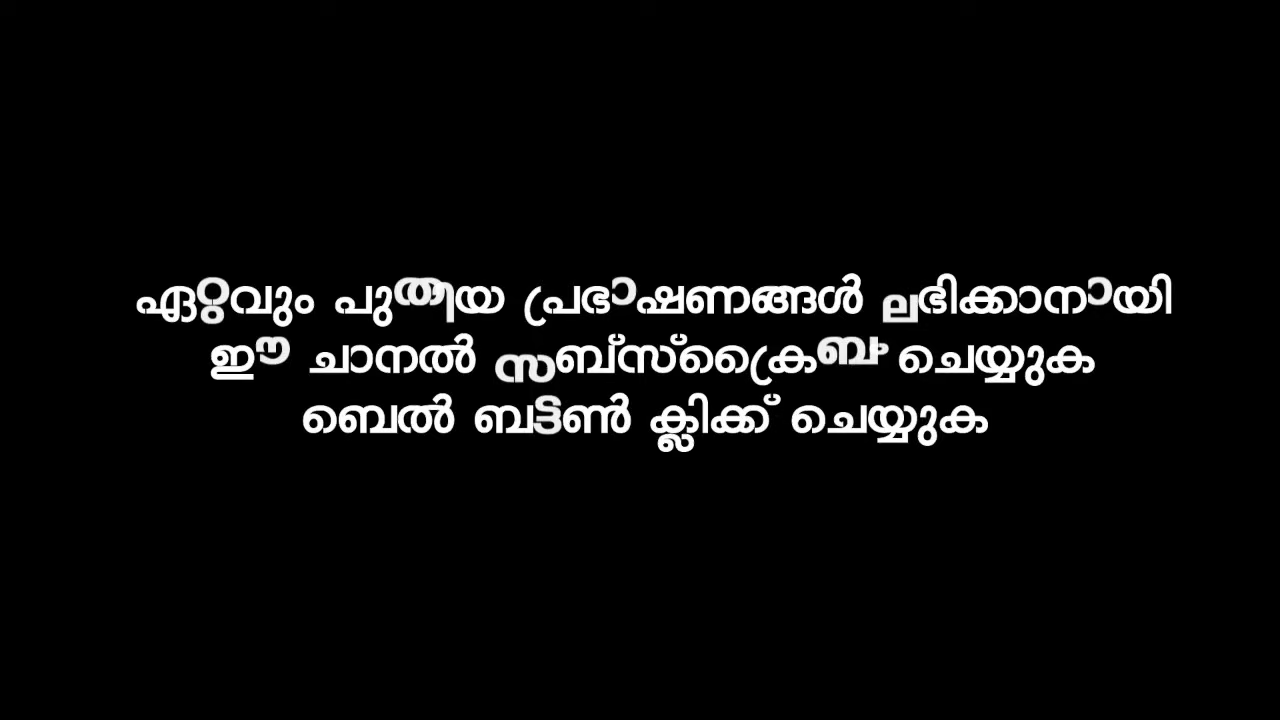 ഏറ്റവും പുതിയ പ്രഭാഷണങ്ങൾ ലഭിക്കാനായി
ഈ ചാനൽ സബ്സ്ക്രൈബ് ചെയ്യുക
ബെൽ ബട്ടൺ ക്ലിക്ക് ചെയ്യുക